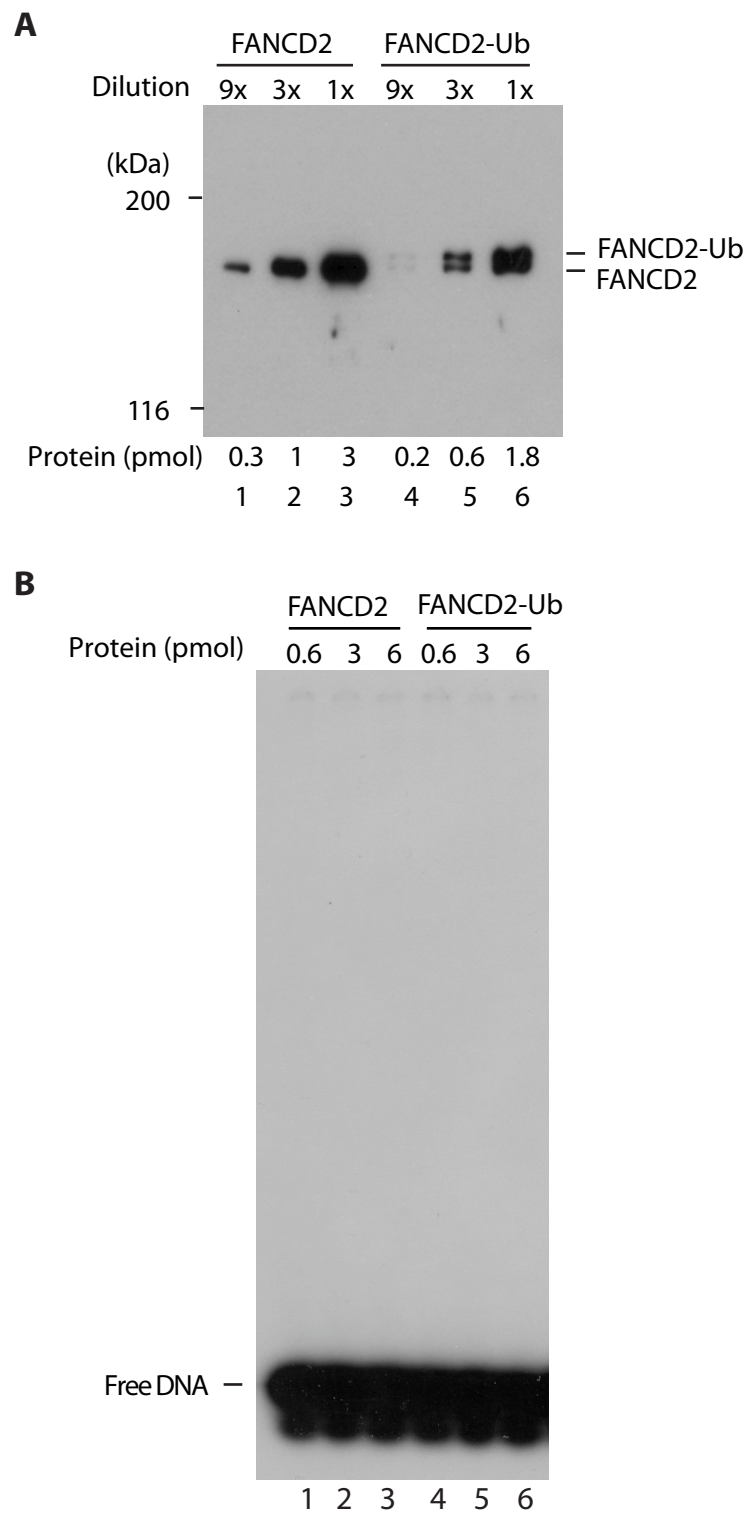 A
FANCD2 FANCD2-Ub
Dilution 9x 3x 1x 9x 3x 1x
(kDa)
200
FANCD2-Ub
FANCD2
116
Protein (pmol) 0.3 1 3 0.2 0.6 1.8
1 2 3 4 5 6
B
FANCD2 FANCD2-Ub
Protein (pmol) 0.6 3 6 0.6 3 6
Free DNA
1 2 3 4 5 6